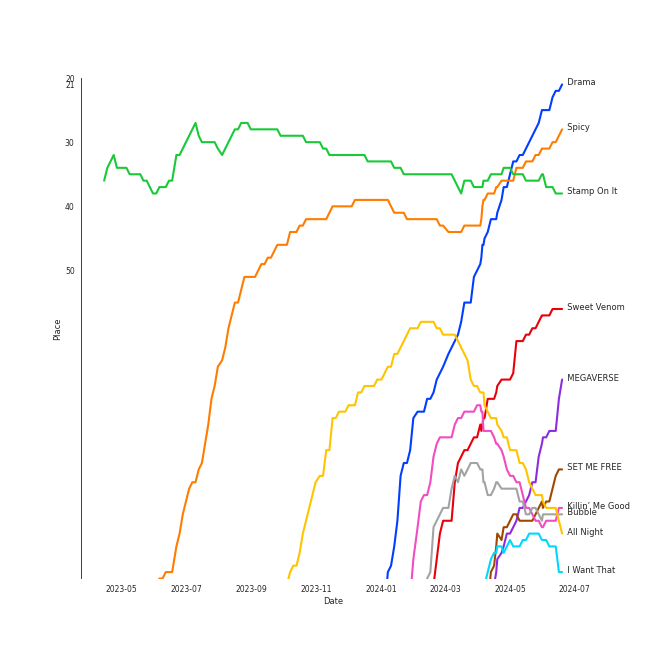 20
21
30
40
50
Place
Drama
Spicy
Stamp On It
Sweet Venom
MEGAVERSE
SET ME FREE
Killin' Me Good
Bubble
All Night
I Want That
2023-05 2023-07 2023-09 2023-11 2024-01 2024-03 2024-05 2024-07
Date